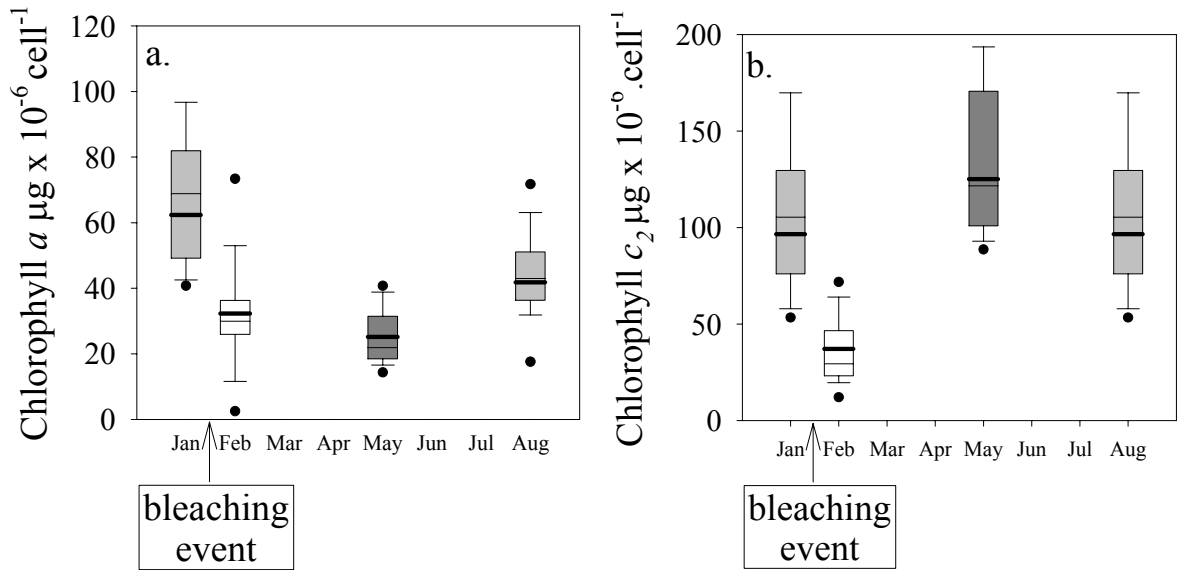 Chlorophyll a µg x 10-6 cell-1
120
100
80
60
40
20
0
a.
Jan Feb Mar Apr May Jun Jul Aug
bleaching
event
Chlorophyll c2 µg x 10-6.cell-1
200
150
100
50
0
b.
Jan Feb Mar Apr May Jun Jul Aug
bleaching
event